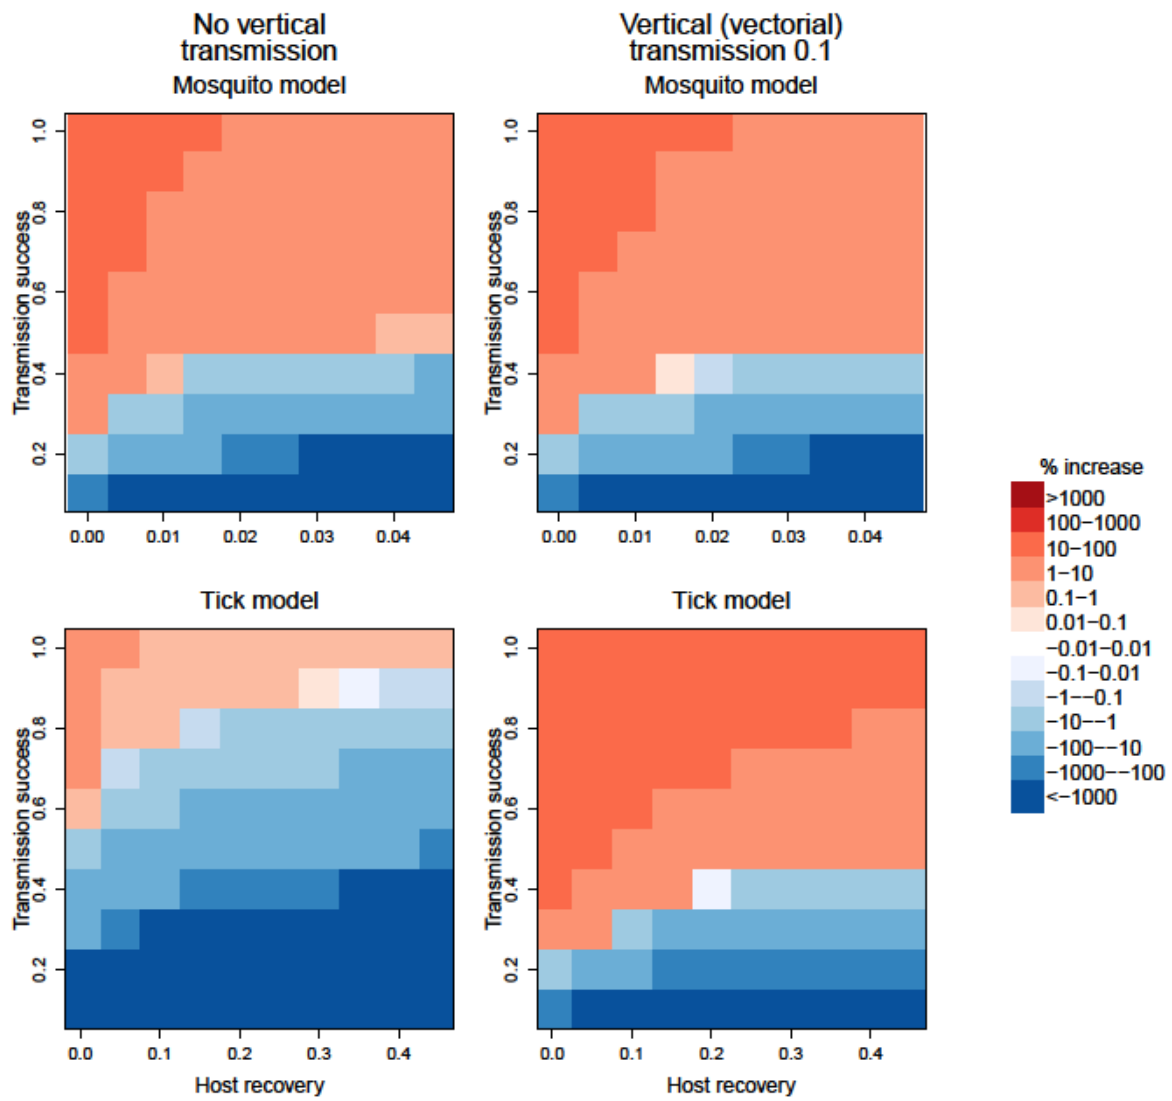 No vertical
transmission
Vertical (vectorial)
transmission 0.1
Mosquito model
Mosquito model
Transmission success
1.0
0.8
0.6
0.4
0.2
0.00 0.01 0.02 0.03 0.04
Transmission success
1.0
0.8
0.6
0.4
0.2
0.00 0.01 0.02 0.03 0.04
% increase
>1000
100−1000
10−100
1−10
0.1−1
0.01−0.1
−0.01−0.01
−0.1−0.01
−1−−0.1
−10−−1
−100−−10
−1000−−100
<−1000
Tick model
Tick model
Transmission success
1.0
0.8
0.6
0.4
0.2
0.0 0.1 0.2 0.3 0.4
Host recovery
Transmission success
1.0
0.8
0.6
0.4
0.2
0.0 0.1 0.2 0.3 0.4
Host recovery